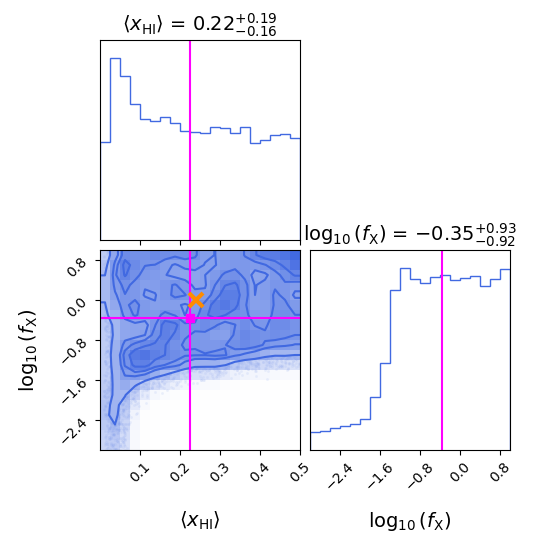 ⟨x_HI⟩ = 0.22^{+0.19}_{−0.16}
log₁₀(f_X) = −0.35^{+0.93}_{−0.92}
log₁₀(f_X)
0.8
0.0
−0.8
−1.6
−2.4
0.1 0.2 0.3 0.4 0.5
−2.4 −1.6 −0.8 0.0 0.8
⟨x_HI⟩
log₁₀(f_X)